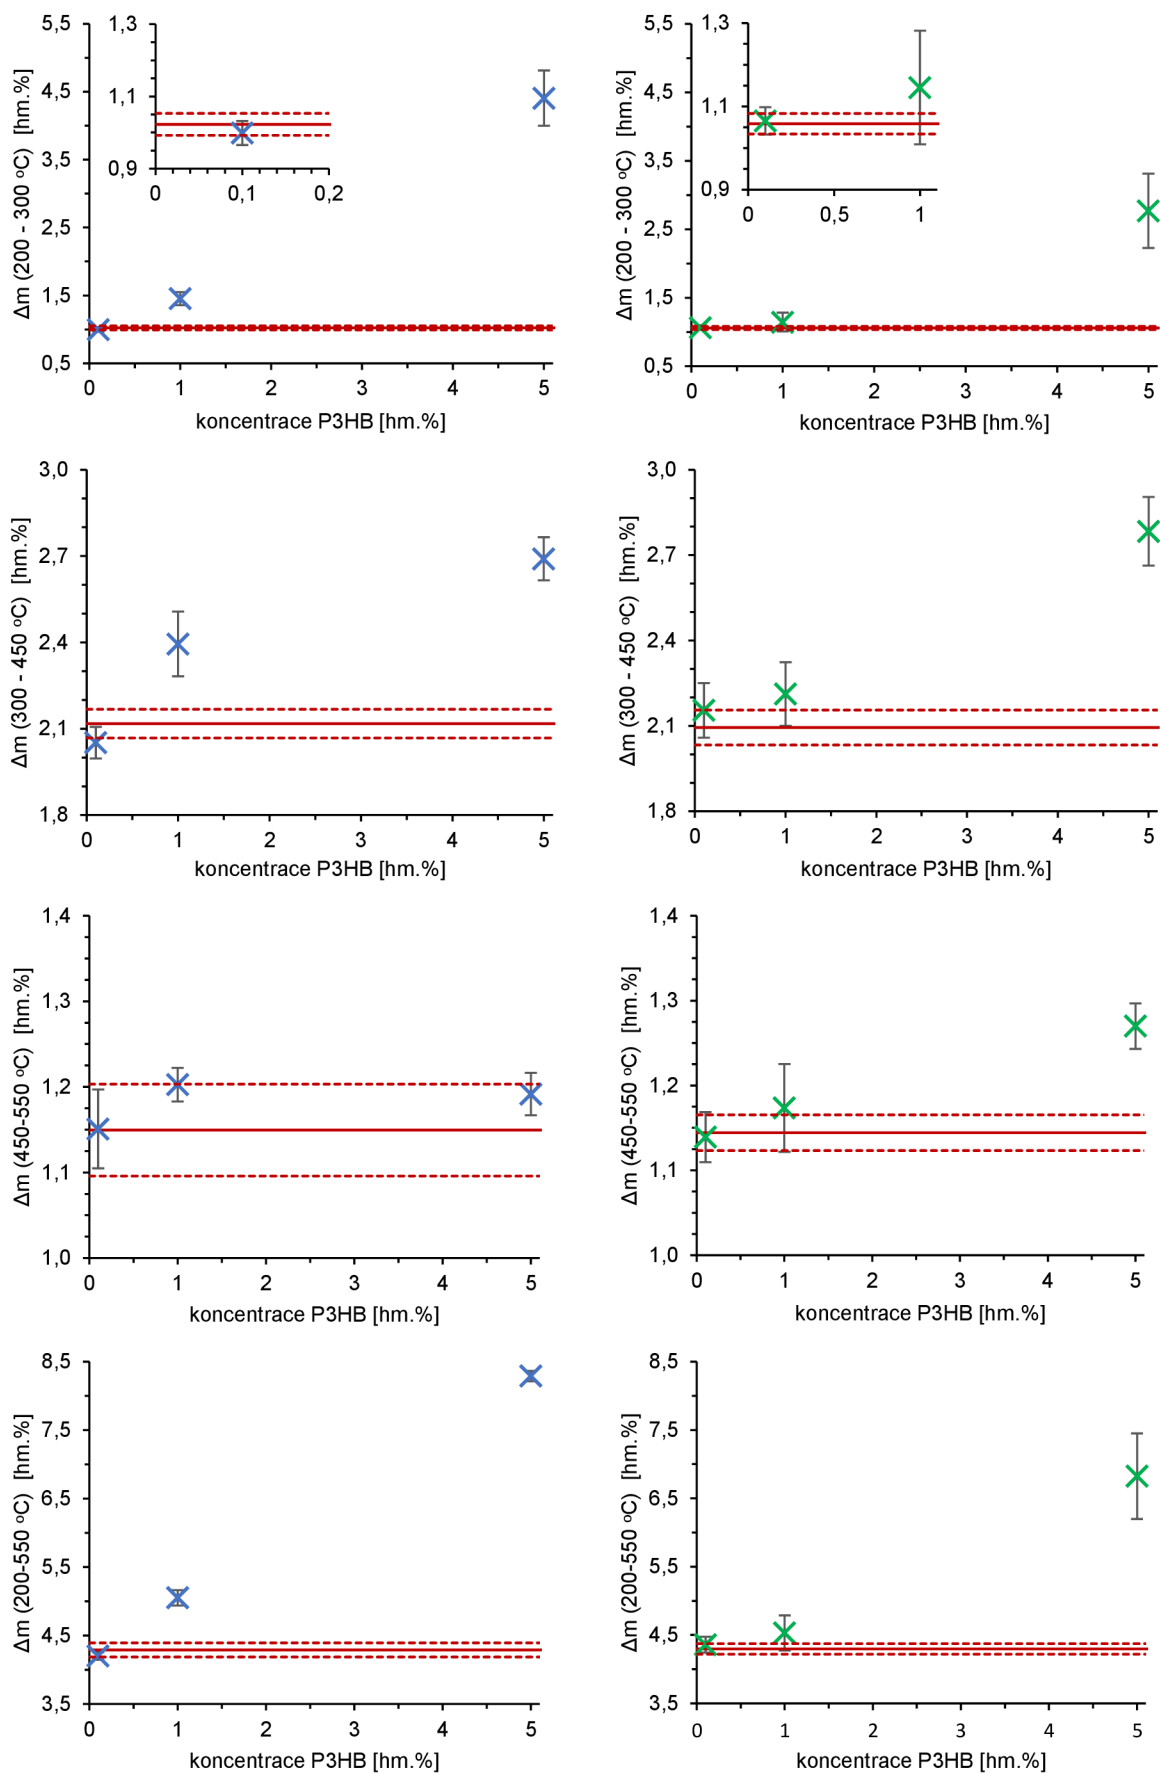 Δm (200 - 300 °C) [hm.%]
5,5
4,5
3,5
2,5
1,5
0,5
0 1 2 3 4 5
koncentrace P3HB [hm.%]
1,3
1,1
0,9
0 0,1 0,2
Δm (200 - 300 °C) [hm.%]
5,5
4,5
3,5
2,5
1,5
0,5
0 1 2 3 4 5
koncentrace P3HB [hm.%]
1,3
1,1
0,9
0 0,5 1
Δm (300 - 450 °C) [hm.%]
3,0
2,7
2,4
2,1
1,8
0 1 2 3 4 5
koncentrace P3HB [hm.%]
Δm (300 - 450 °C) [hm.%]
3,0
2,7
2,4
2,1
1,8
0 1 2 3 4 5
koncentrace P3HB [hm.%]
Δm (450-550 °C) [hm.%]
1,4
1,3
1,2
1,1
1,0
0 1 2 3 4 5
koncentrace P3HB [hm.%]
Δm (450-550 °C) [hm.%]
1,4
1,3
1,2
1,1
1,0
0 1 2 3 4 5
koncentrace P3HB [hm.%]
Δm (200-550 °C) [hm.%]
8,5
7,5
6,5
5,5
4,5
3,5
0 1 2 3 4 5
koncentrace P3HB [hm.%]
Δm (200-550 °C) [hm.%]
8,5
7,5
6,5
5,5
4,5
3,5
0 1 2 3 4 5
koncentrace P3HB [hm.%]